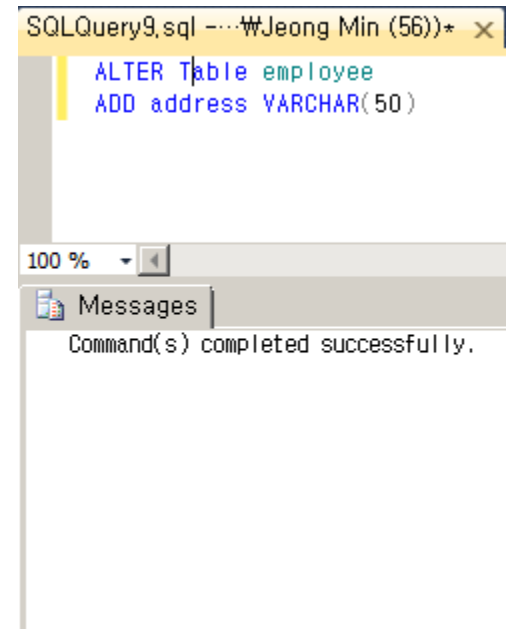 SQLQuery9.sql -...₩Jeong Min (56))* ×
ALTER Table employee
ADD address VARCHAR(50)
100 %
Messages
Command(s) completed successfully.